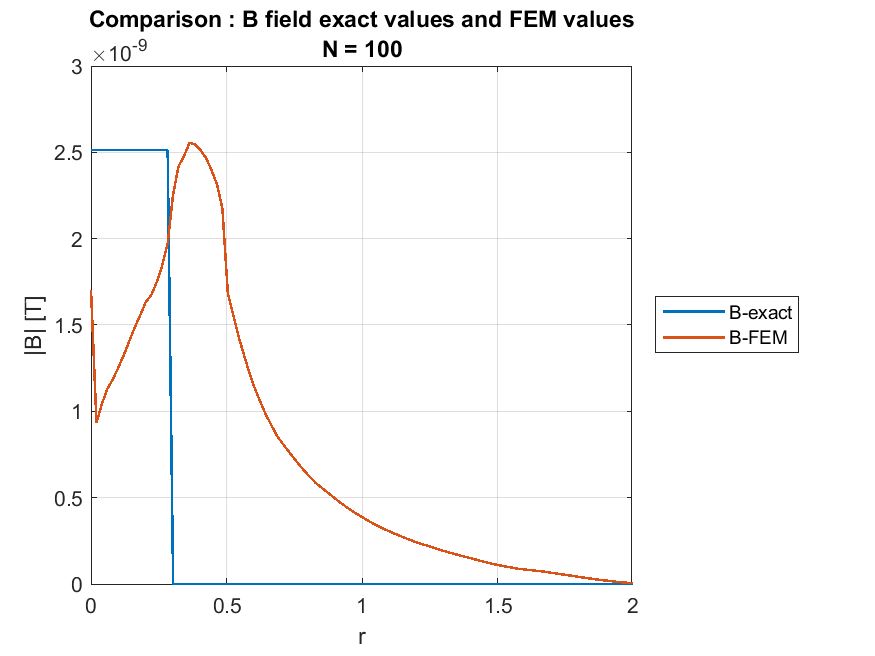 Comparison : B field exact values and FEM values
N = 100
×10-9
3
2.5
2
1.5
1
0.5
0
0 0.5 1 1.5 2
|B| [T]
r
B-exact
B-FEM